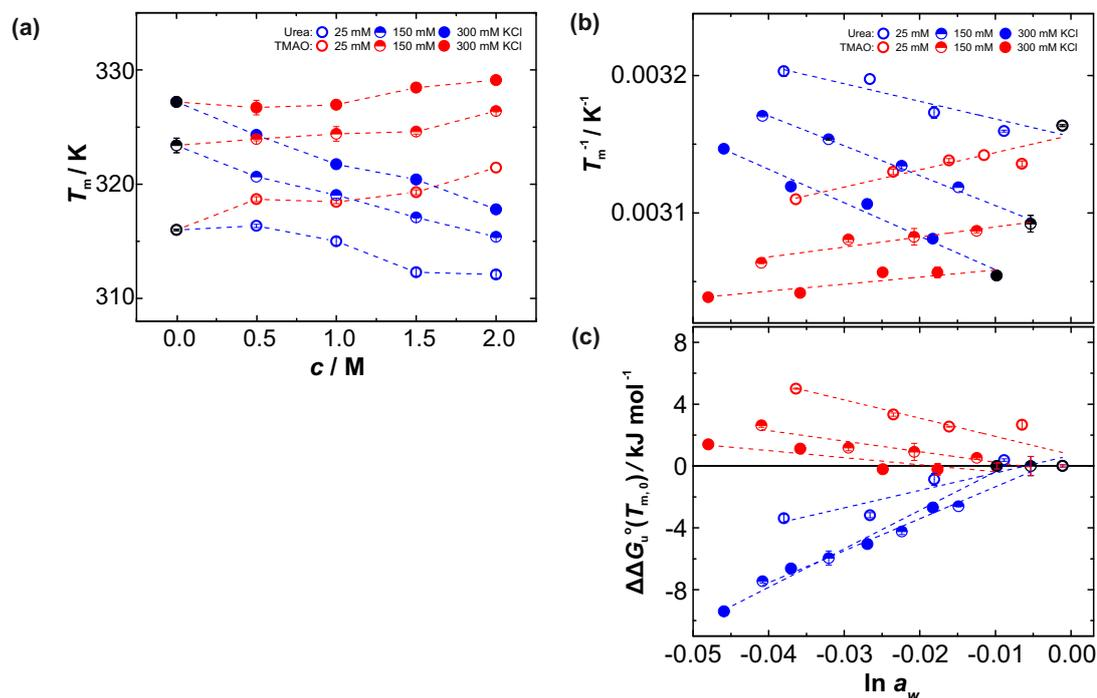 (a)
Urea: 25 mM 150 mM 300 mM KCl
TMAO: 25 mM 150 mM 300 mM KCl
330
320
310
Tm / K
0.0 0.5 1.0 1.5 2.0
c / M
(b)
Urea: 25 mM 150 mM 300 mM KCl
TMAO: 25 mM 150 mM 300 mM KCl
0.0032
0.0031
Tm⁻¹ / K⁻¹
(c)
8
4
0
-4
-8
ΔΔGu°(Tm,0) / kJ mol⁻¹
-0.05 -0.04 -0.03 -0.02 -0.01 0.00
ln aw